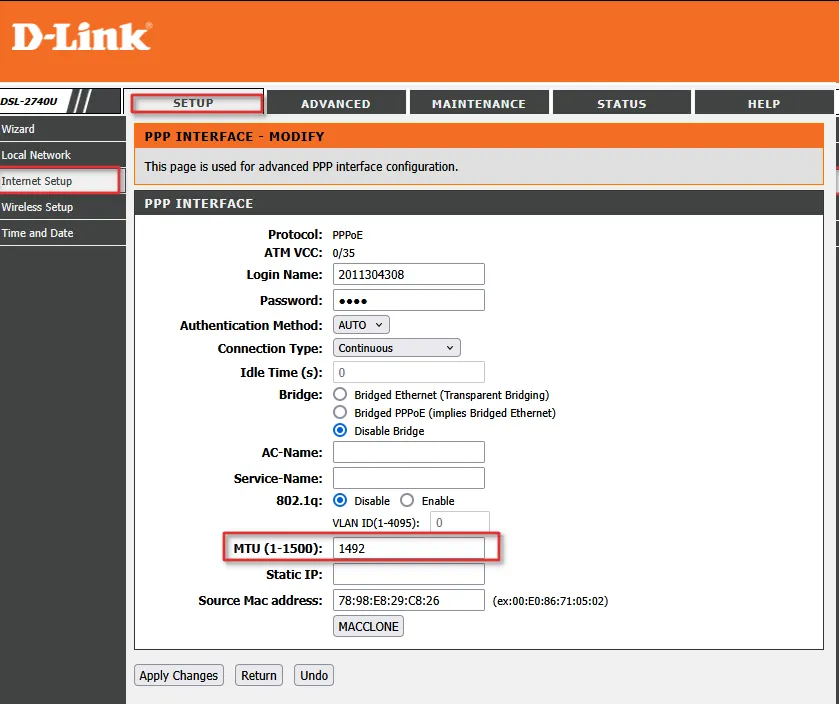 D-Link®
DSL-2740U
SETUP ADVANCED MAINTENANCE STATUS HELP
Wizard
Local Network
Internet Setup
Wireless Setup
Time and Date
PPP INTERFACE - MODIFY
This page is used for advanced PPP interface configuration.
PPP INTERFACE
Protocol: PPPoE
ATM VCC: 0/35
Login Name: 2011304308
Password: ●●●●
Authentication Method: AUTO
Connection Type: Continuous
Idle Time (s): 0
Bridge: Bridged Ethernet (Transparent Bridging)
Bridged PPPoE (implies Bridged Ethernet)
Disable Bridge
AC-Name:
Service-Name:
802.1q: Disable Enable
VLAN ID(1-4095): 0
MTU (1-1500): 1492
Static IP:
Source Mac address: 78:98:E8:29:C8:26 (ex:00:E0:86:71:05:02)
MACCLONE
Apply Changes Return Undo